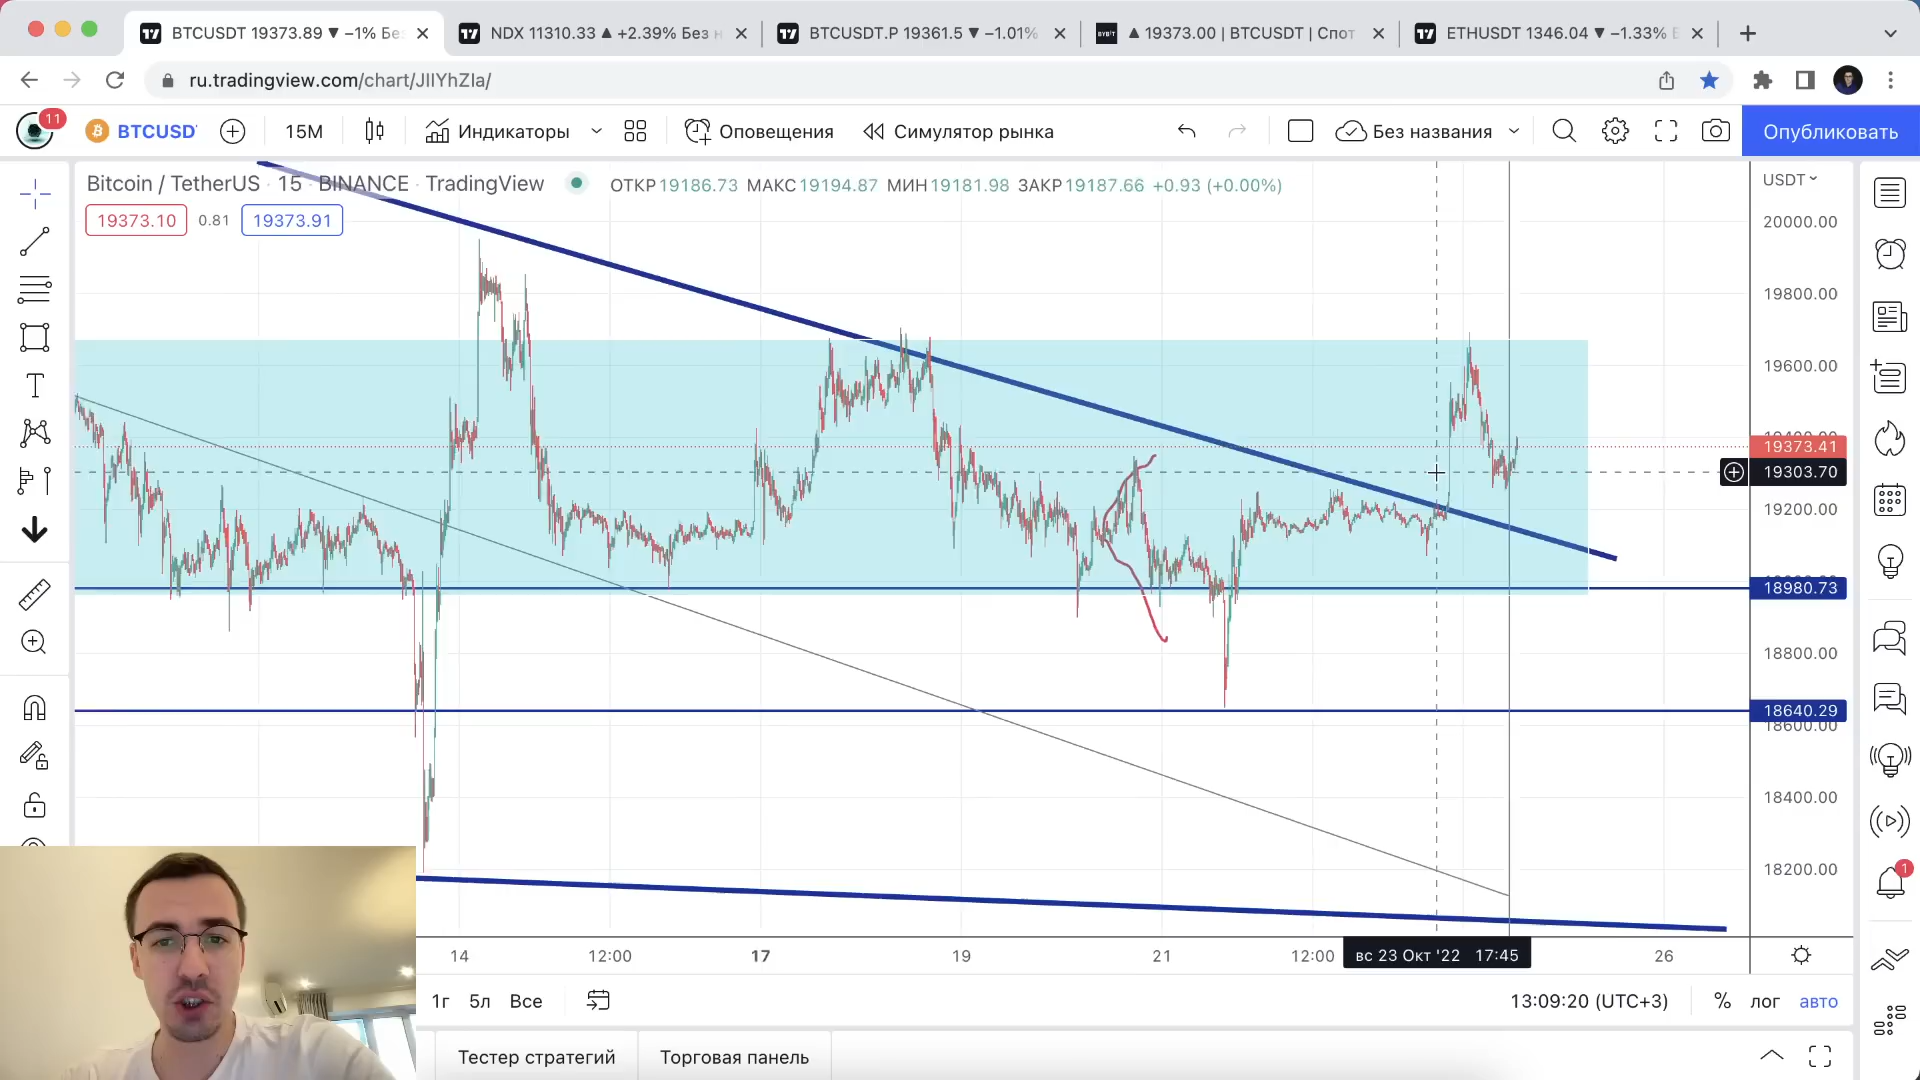 BTCUSDT 19373.89 ▼ −1% Бе
NDX 11310.33 ▲ +2.39% Без н
BTCUSDT.P 19361.5 ▼ −1.01%
▲ 19373.00 | BTCUSDT | Спот
ETHUSDT 1346.04 ▼ −1.33% Б
ru.tradingview.com/chart/JIIYhZIa/
11
BTCUSD
15М
Индикаторы
Оповещения
Симулятор рынка
Без названия
Опубликовать
Bitcoin / TetherUS · 15 · BINANCE · TradingView
ОТКР 19186.73 МАКС 19194.87 МИН 19181.98 ЗАКР 19187.66 +0.93 (+0.00%)
19373.10 0.81 19373.91
USDT
20000.00
19800.00
19600.00
19373.41
19303.70
19200.00
18980.73
18800.00
18640.29
18600.00
18400.00
18200.00
1
14 12:00 17 19 21 12:00 вс 23 Окт '22 17:45 26
1г 5л Все
13:09:20 (UTC+3) % лог авто
Тестер стратегий Торговая панель